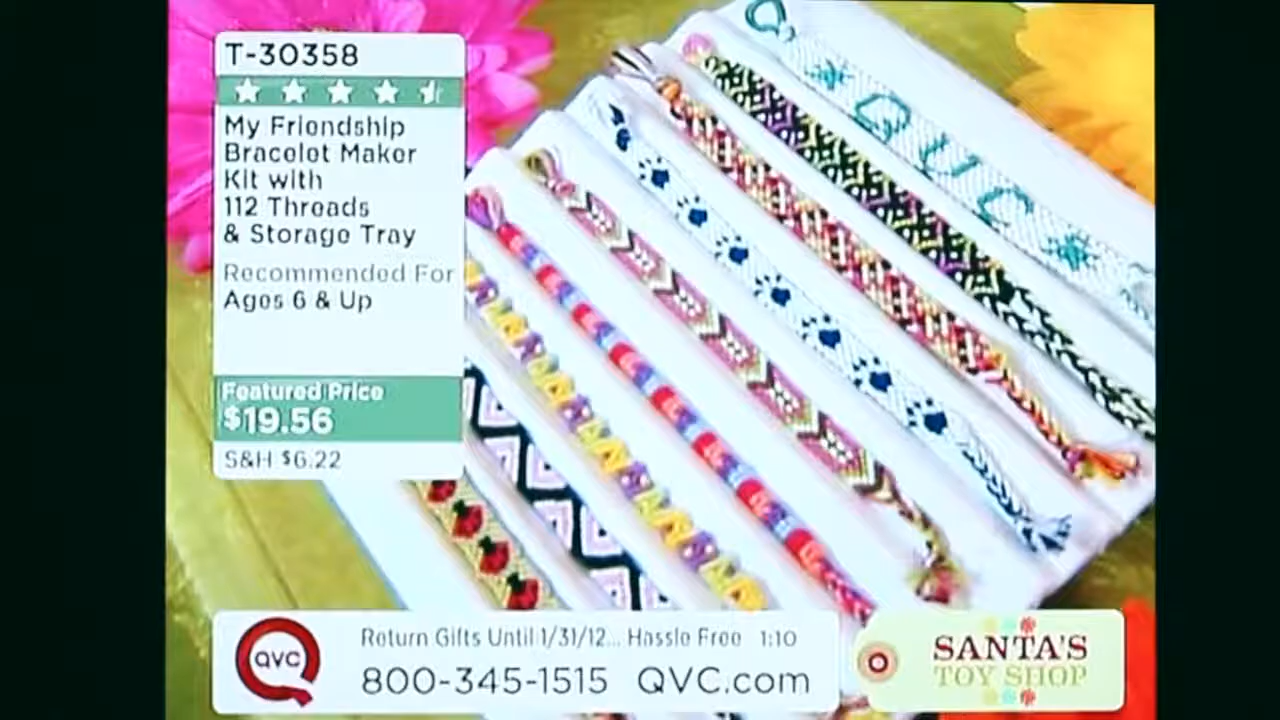 T-30358
My Friendship
Bracelet Maker
Kit with
112 Threads
& Storage Tray
Recommended For
Ages 6 & Up
Featured Price
$19.56
S&H $6.22
QVC
QVC
Return Gifts Until 1/31/12... Hassle Free 1:10
800-345-1515 QVC.com
SANTA'S
TOY SHOP